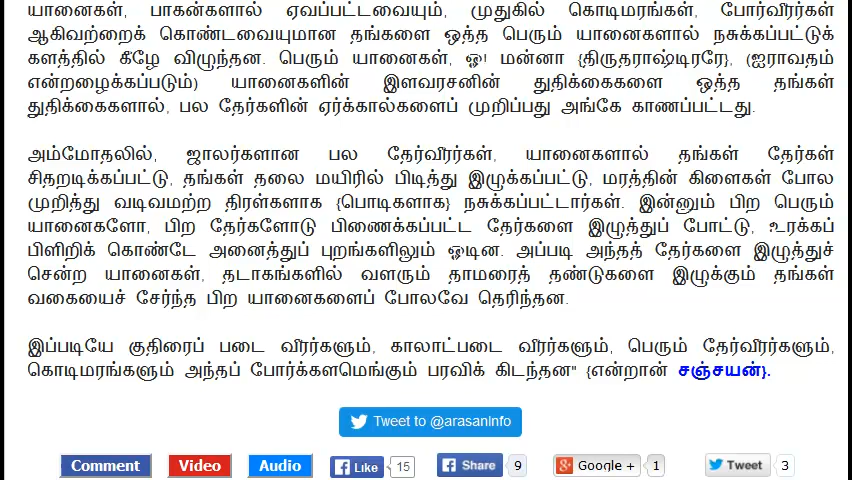 யானைகள், பாகன்களால் ஏவப்பட்டவையும், முதுகில் கொடிமரங்கள், போர்வீரர்கள்
ஆகிவற்றைக் கொண்டவையுமான தங்களை ஒத்த பெரும் யானைகளால் நசுக்கப்பட்டுக்
களத்தில் கீழே விழுந்தன. பெரும் யானைகள், ஓ! மன்னா {திருதராஷ்டிரரே}, (ஐராவதம்
என்றழைக்கப்படும்) யானைகளின் இளவரசனின் துதிக்கைகளை ஒத்த தங்கள்
துதிக்கைகளால், பல தேர்களின் ஏர்க்கால்களைப் முறிப்பது அங்கே காணப்பட்டது.
அம்மோதலில், ஜாலர்களான பல தேர்வீரர்கள், யானைகளால் தங்கள் தேர்கள்
சிதறடிக்கப்பட்டு, தங்கள் தலை மயிரில் பிடித்து இழுக்கப்பட்டு, மரத்தின் கிளைகள் போல
முறித்து வடிவமற்ற திரள்களாக {பொடிகளாக} நசுக்கப்பட்டார்கள். இன்னும் பிற பெரும்
யானைகளோ, பிற தேர்களோடு பிணைக்கப்பட்ட தேர்களை இழுத்துப் போட்டு, உரக்கப்
பிளிறிக் கொண்டே அனைத்துப் புறங்களிலும் ஓடின. அப்படி அந்தத் தேர்களை இழுத்துச்
சென்ற யானைகள், தடாகங்களில் வளரும் தாமரைத் தண்டுகளை இழுக்கும் தங்கள்
வகையைச் சேர்ந்த பிற யானைகளைப் போலவே தெரிந்தன.
இப்படியே குதிரைப் படை வீரர்களும், காலாட்படை வீரர்களும், பெரும் தேர்வீரர்களும்,
கொடிமரங்களும் அந்தப் போர்க்களமெங்கும் பரவிக் கிடந்தன" {என்றான் சஞ்சயன்}.
Tweet to @arasaninfo
Comment Video Audio Like 15 Share 9 Google + 1 Tweet 3